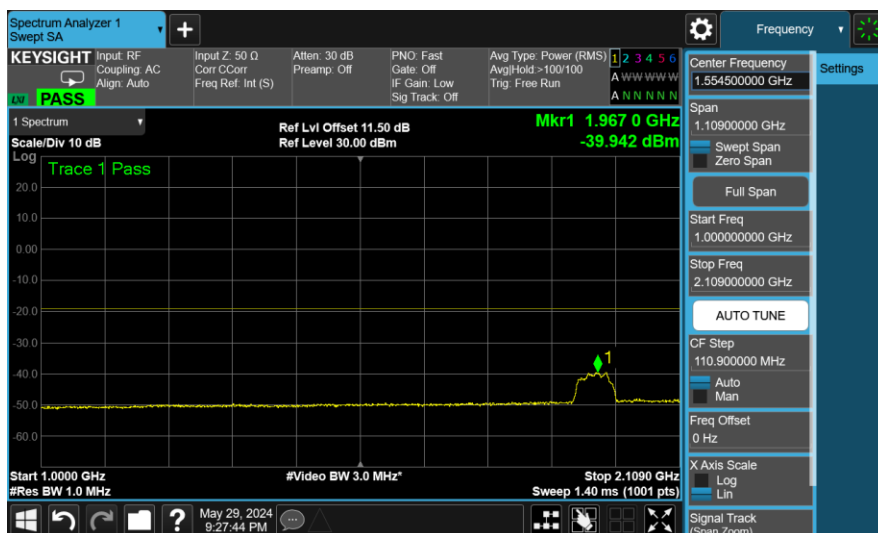 Spectrum Analyzer 1
Swept SA
+
Frequency
KEYSIGHT
Input: RF
Coupling: AC
Align: Auto
Input Z: 50 Ω
Corr CCorr
Freq Ref: Int (S)
Atten: 30 dB
Preamp: Off
PNO: Fast
Gate: Off
IF Gain: Low
Sig Track: Off
Avg Type: Power (RMS)
Avg|Hold:>100/100
Trig: Free Run
1 2 3 4 5 6
A W W W W W
A N N N N N
LXI PASS
1 Spectrum
Scale/Div 10 dB
Ref Lvl Offset 11.50 dB
Ref Level 30.00 dBm
Mkr1 1.967 0 GHz
-39.942 dBm
Log
Trace 1 Pass
20.0
10.0
0.00
-10.0
-20.0
-30.0
-40.0
-50.0
-60.0
1
Start 1.0000 GHz
#Res BW 1.0 MHz
#Video BW 3.0 MHz*
Stop 2.1090 GHz
Sweep 1.40 ms (1001 pts)
?
May 29, 2024
9:27:44 PM
Center Frequency
1.554500000 GHz
Settings
Span
1.10900000 GHz
Swept Span
Zero Span
Full Span
Start Freq
1.000000000 GHz
Stop Freq
2.109000000 GHz
AUTO TUNE
CF Step
110.900000 MHz
Auto
Man
Freq Offset
0 Hz
X Axis Scale
Log
Lin
Signal Track
(Span Zoom)